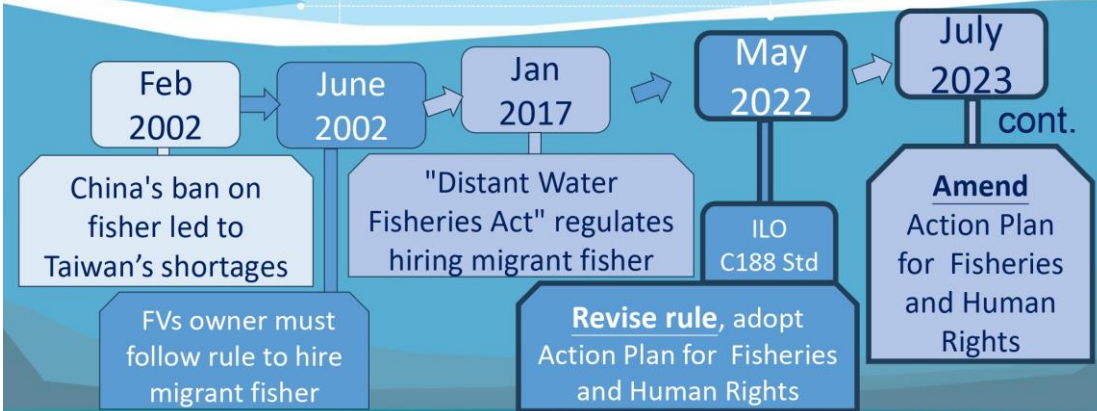 Feb
2002
June
2002
Jan
2017
May
2022
July
2023
cont.
China's ban on
fisher led to
Taiwan’s shortages
FVs owner must
follow rule to hire
migrant fisher
"Distant Water
Fisheries Act" regulates
hiring migrant fisher
ILO
C188 Std
Revise rule, adopt
Action Plan for Fisheries
and Human Rights
Amend
Action Plan
for Fisheries
and Human
Rights